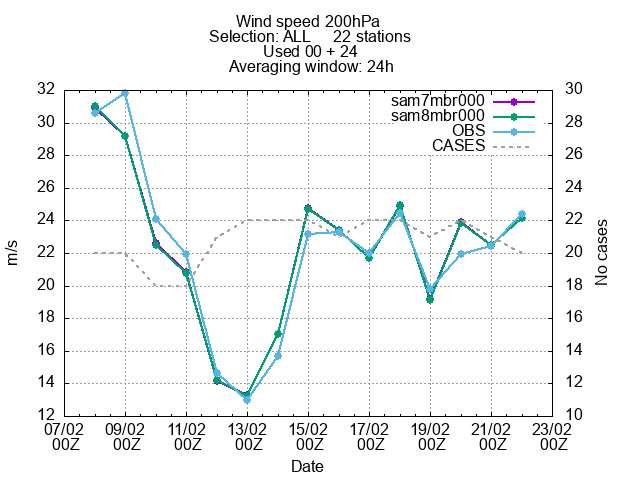 Wind speed 200hPa
Selection: ALL 22 stations
Used 00 + 24
Averaging window: 24h
sam7mbr000
sam8mbr000
OBS
CASES
32
30
28
26
24
22
20
18
16
14
12
30
28
26
24
22
20
18
16
14
12
10
m/s
No cases
07/02 09/02 11/02 13/02 15/02 17/02 19/02 21/02 23/02
00Z 00Z 00Z 00Z 00Z 00Z 00Z 00Z 00Z
Date